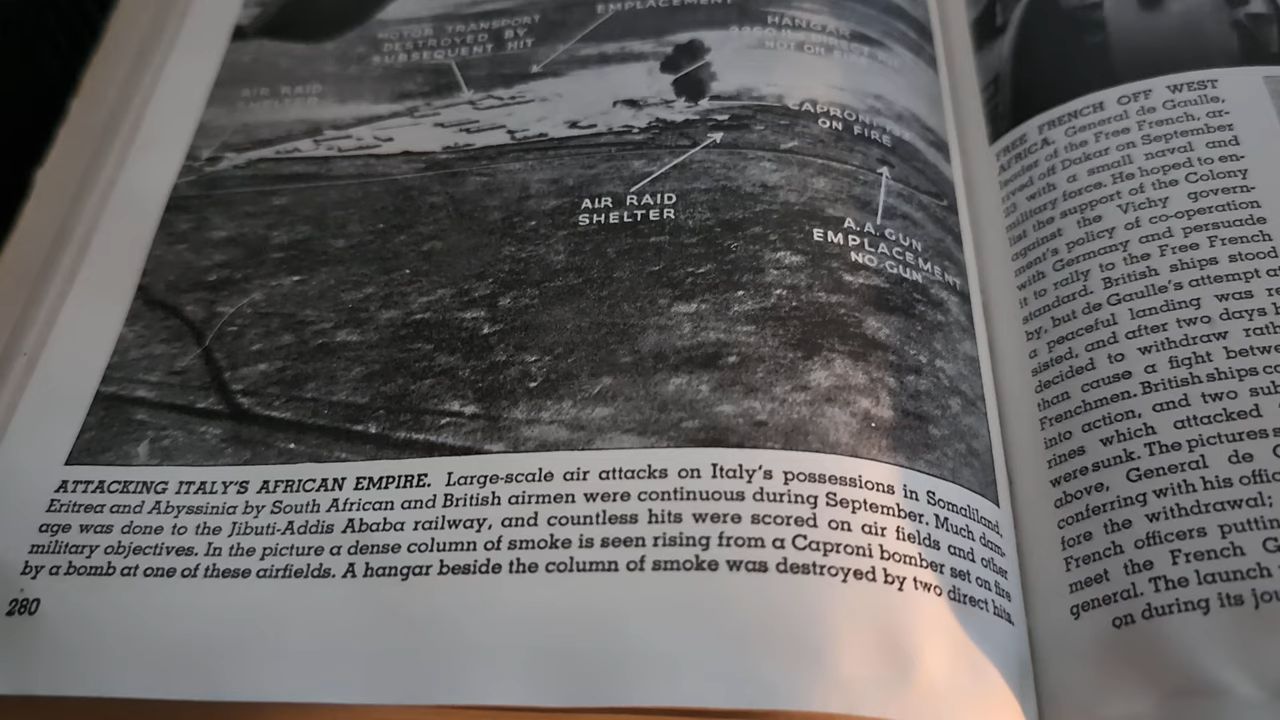 EMPLACEMENT
MOTOR TRANSPORT
DESTROYED BY
SUBSEQUENT HIT
HANGAR
NOT ON
AIR RAID
SHELTER
CAPRONI
ON FIRE
AIR RAID
SHELTER
A.A. GUN
EMPLACEMENT
NO GUN
ATTACKING ITALY'S AFRICAN EMPIRE. Large-scale air attacks on Italy's possessions in Somaliland,
Eritrea and Abyssinia by South African and British airmen were continuous during September. Much dam-
age was done to the Jibuti-Addis Ababa railway, and countless hits were scored on air fields and other
military objectives. In the picture a dense column of smoke is seen rising from a Caproni bomber set on fire
by a bomb at one of these airfields. A hangar beside the column of smoke was destroyed by two direct hits.
280
FREE FRENCH OFF WEST
AFRICA. General de Gaulle,
leader of the Free French, ar-
rived off Dakar on September
23 with a small naval and
military force. He hoped to en-
list the support of the Colony
against the Vichy govern-
ment's policy of co-operation
with Germany and persuade
it to rally to the Free French
standard. British ships stood
by, but de Gaulle's attempt at
a peaceful landing was re
sisted, and after two days h
decided to withdraw rath
than cause a fight betwe
Frenchmen. British ships co
into action, and two sub
rines which attacked
were sunk. The pictures s
above, General de G
conferring with his offic
fore the withdrawal;
French officers puttin
meet the French G
general. The launch
on during its jou